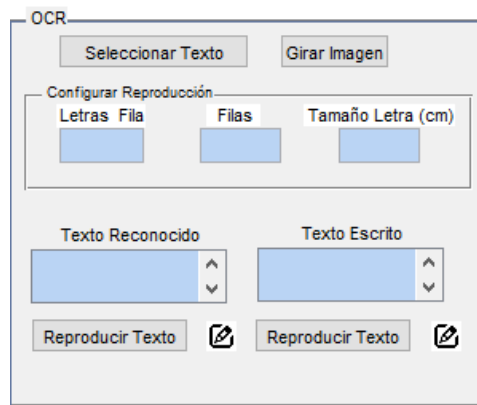 OCR
Seleccionar Texto Girar Imagen
Configurar Reproducción
Letras Fila Filas Tamaño Letra (cm)
Texto Reconocido Texto Escrito
Reproducir Texto Reproducir Texto